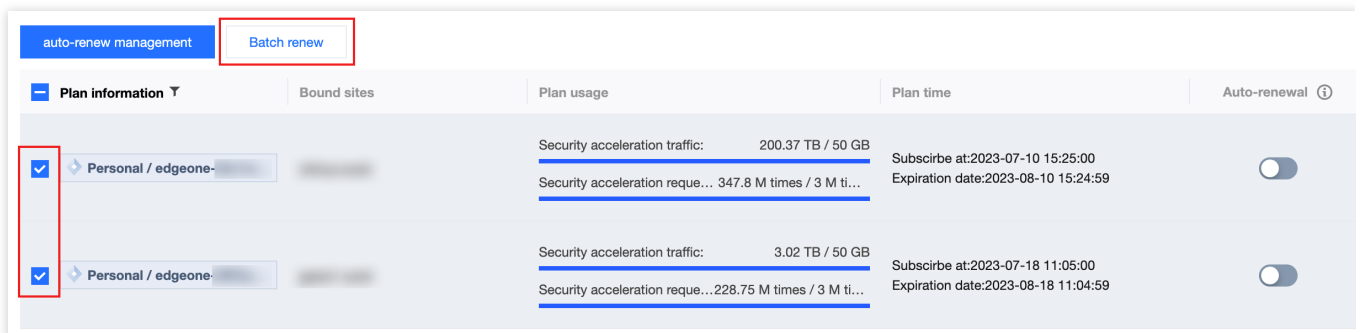 auto-renew management Batch renew
Plan information Bound sites Plan usage Plan time Auto-renewal
Security acceleration traffic: 200.37 TB / 50 GB
Personal / edgeone-
Subscirbe at:2023-07-10 15:25:00
Expiration date:2023-08-10 15:24:59
Security acceleration reque... 347.8 M times / 3 M ti...
Security acceleration traffic: 3.02 TB / 50 GB
Personal / edgeone-
Subscirbe at:2023-07-18 11:05:00
Expiration date:2023-08-18 11:04:59
Security acceleration reque...228.75 M times / 3 M ti...